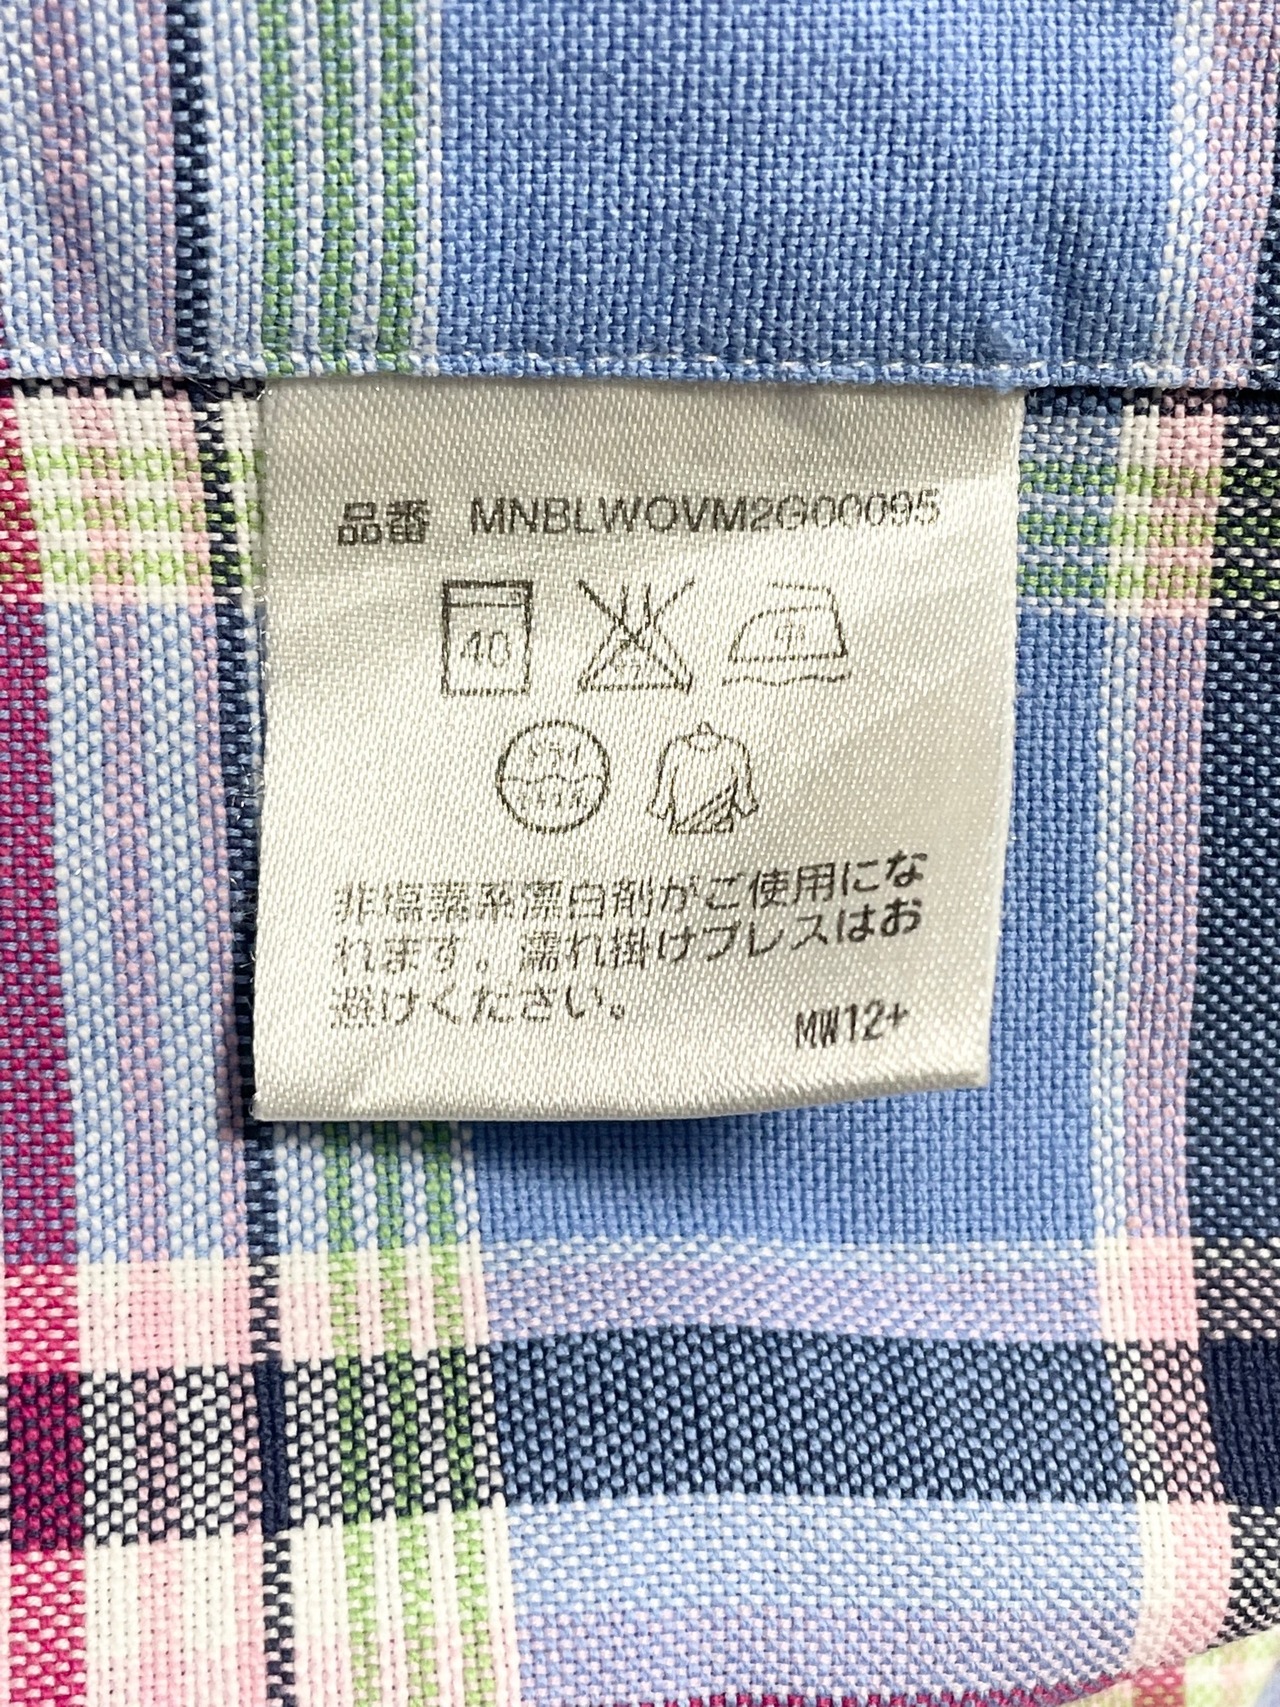 品番 MNBLWOVM2G00095
40
中
非塩素系漂白剤がご使用にな
れます。濡れ掛けプレスはお
避けください。
MW12+